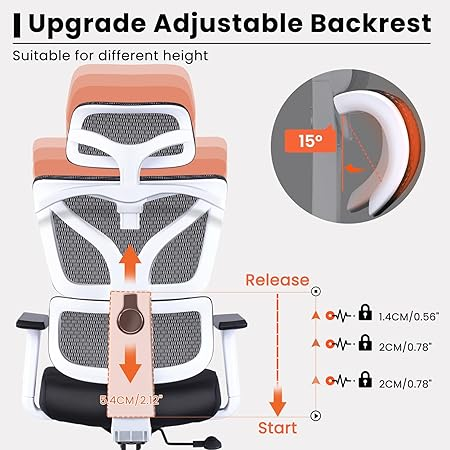 Upgrade Adjustable Backrest
Suitable for different height
15°
Release
1.4CM/0.56"
2CM/0.78"
2CM/0.78"
5.4CM/2.12"
Start